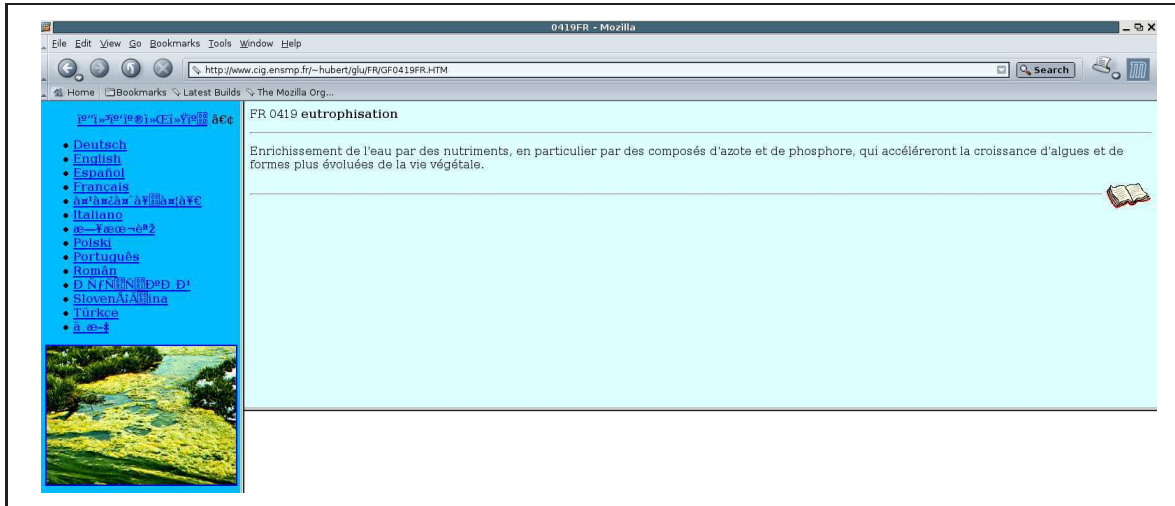 0419FR - Mozilla
File Edit View Go Bookmarks Tools Window Help
http://www.cig.ensmp.fr/~hubert/glu/FR/GF0419FR.HTM
Search
Home Bookmarks Latest Builds The Mozilla Org...
Deutsch
English
Español
Français
Italiano
Polski
Português
Român
Türkçe
FR 0419 eutrophisation
Enrichissement de l'eau par des nutriments, en particulier par des composés d'azote et de phosphore, qui accéléreront la croissance d'algues et de
formes plus évoluées de la vie végétale.